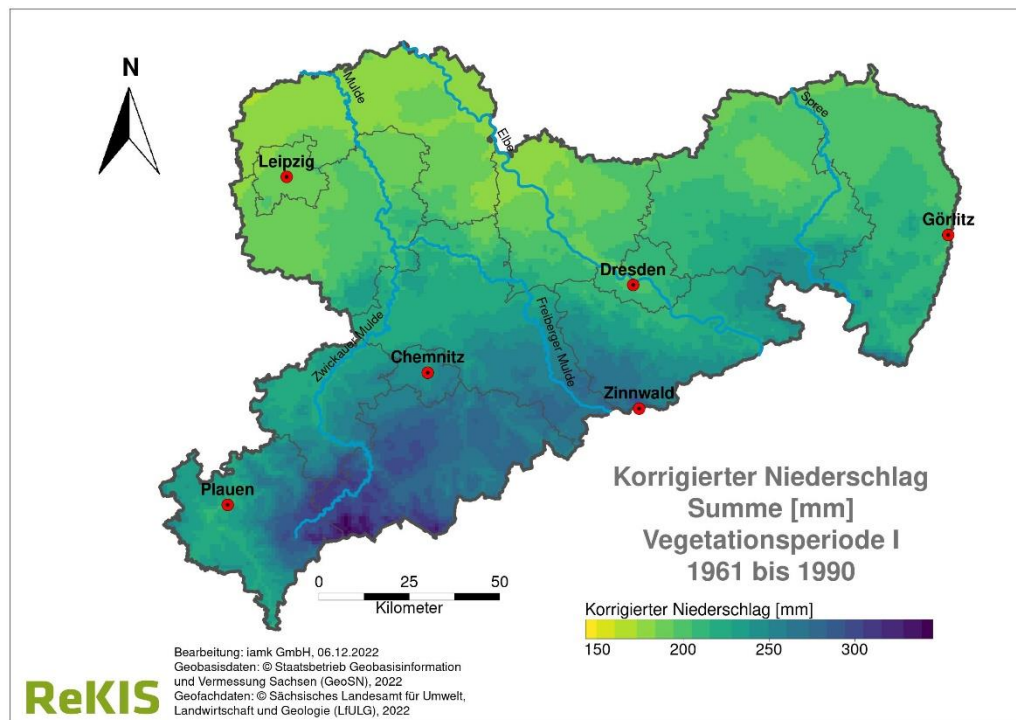 N
Mulde
Elbe
Spree
Leipzig
Görlitz
Dresden
Zwickauer Mulde
Freiberger Mulde
Chemnitz
Zinnwald
Plauen
Korrigierter Niederschlag
Summe [mm]
Vegetationsperiode I
1961 bis 1990
0 25 50
Kilometer
Korrigierter Niederschlag [mm]
150 200 250 300
Bearbeitung: iamk GmbH, 06.12.2022
Geobasisdaten: © Staatsbetrieb Geobasisinformation
und Vermessung Sachsen (GeoSN), 2022
Geofachdaten: © Sächsisches Landesamt für Umwelt,
Landwirtschaft und Geologie (LfULG), 2022
ReKIS